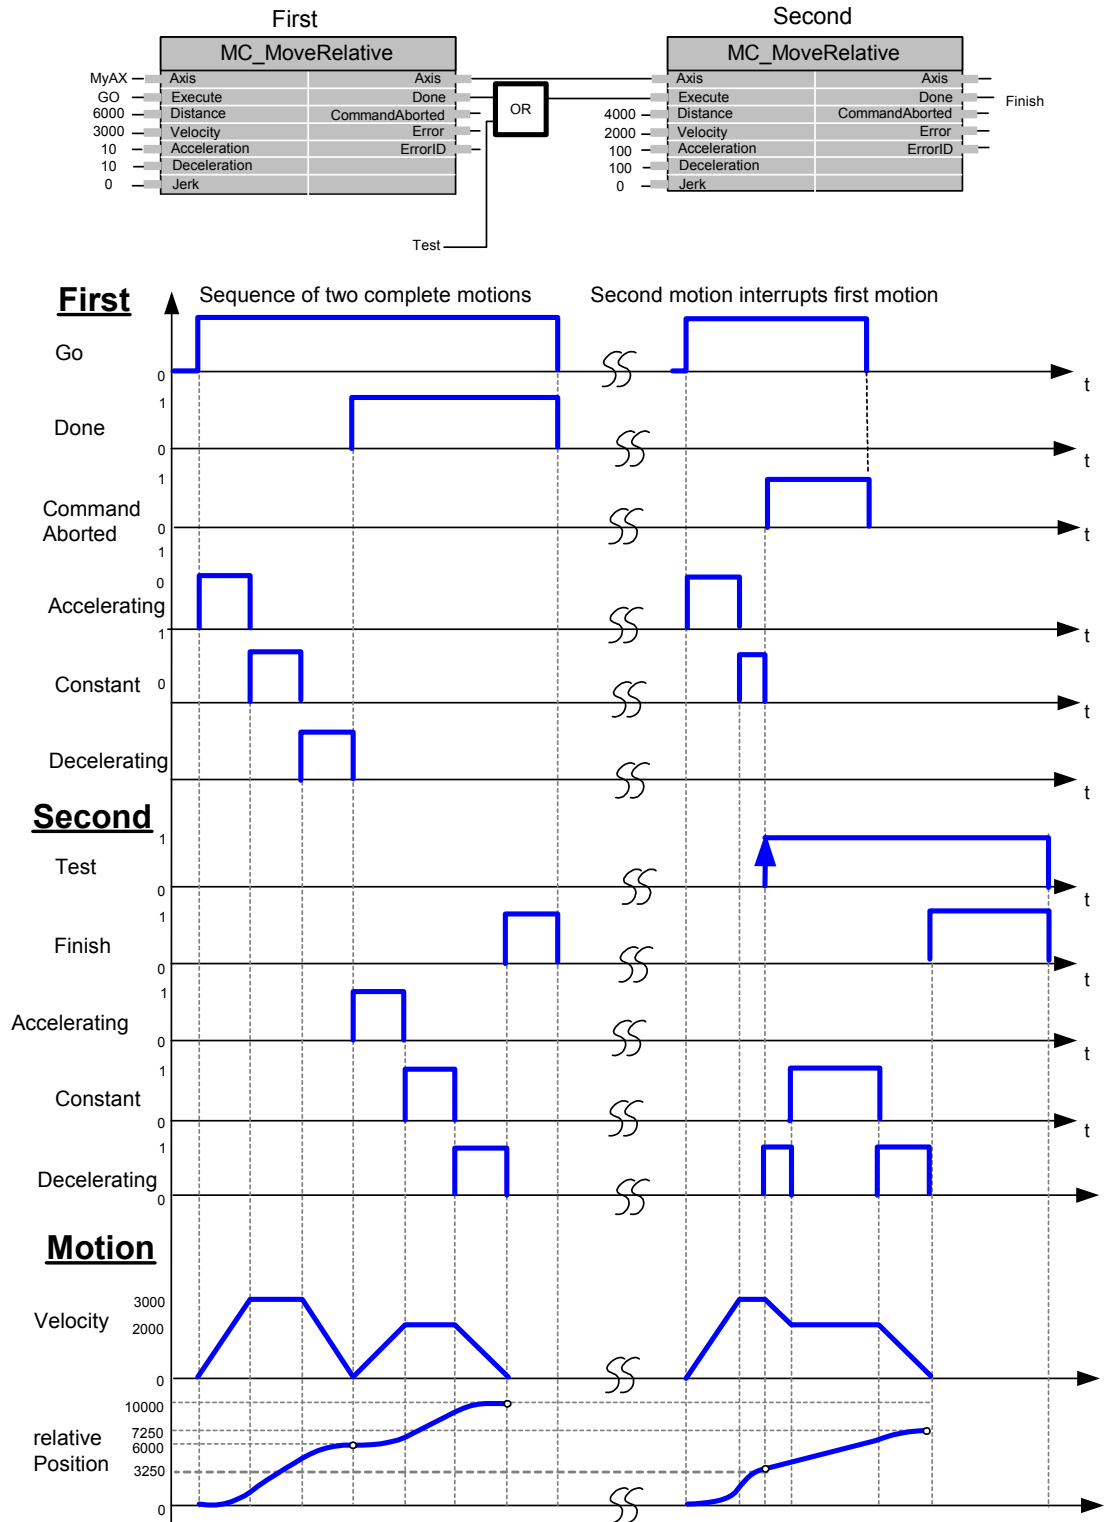 First
Second
MC_MoveRelative
MC_MoveRelative
MyAX
Axis
Axis
Axis
Axis
GO
Execute
Done
OR
Execute
Done
Finish
6000
Distance
CommandAborted
4000
Distance
CommandAborted
3000
Velocity
Error
2000
Velocity
Error
10
Acceleration
ErrorID
100
Acceleration
ErrorID
10
Deceleration
100
Deceleration
0
Jerk
0
Jerk
Test
First
Sequence of two complete motions
Second motion interrupts first motion
Go
0
t
1
Done
0
t
1
Command
Aborted
0
t
1
0
Accelerating
1
t
Constant
0
t
Decelerating
t
Second
1
Test
0
t
1
Finish
0
t
1
Accelerating
0
t
1
Constant
0
t
1
Decelerating
0
Motion
3000
Velocity
2000
0
10000
7250
relative
Position
6000
3250
0